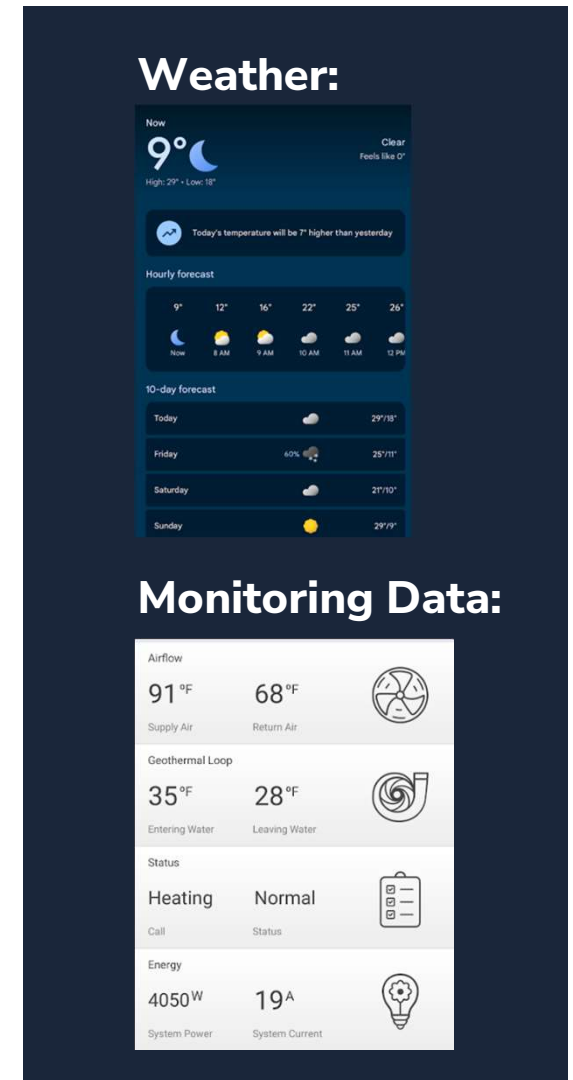 Weather:
Now
9°
Clear
Feels like 0°
High: 29° • Low: 18°
Today's temperature will be 7° higher than yesterday
Hourly forecast
9° 12° 16° 22° 25° 26°
Now 8 AM 9 AM 10 AM 11 AM 12 PM
10-day forecast
Today 29°/18°
Friday 60% 25°/11°
Saturday 21°/10°
Sunday 29°/9°
Monitoring Data:
Airflow
91°F 68°F
Supply Air Return Air
Geothermal Loop
35°F 28°F
Entering Water Leaving Water
Status
Heating Normal
Call Status
Energy
4050W 19A
System Power System Current